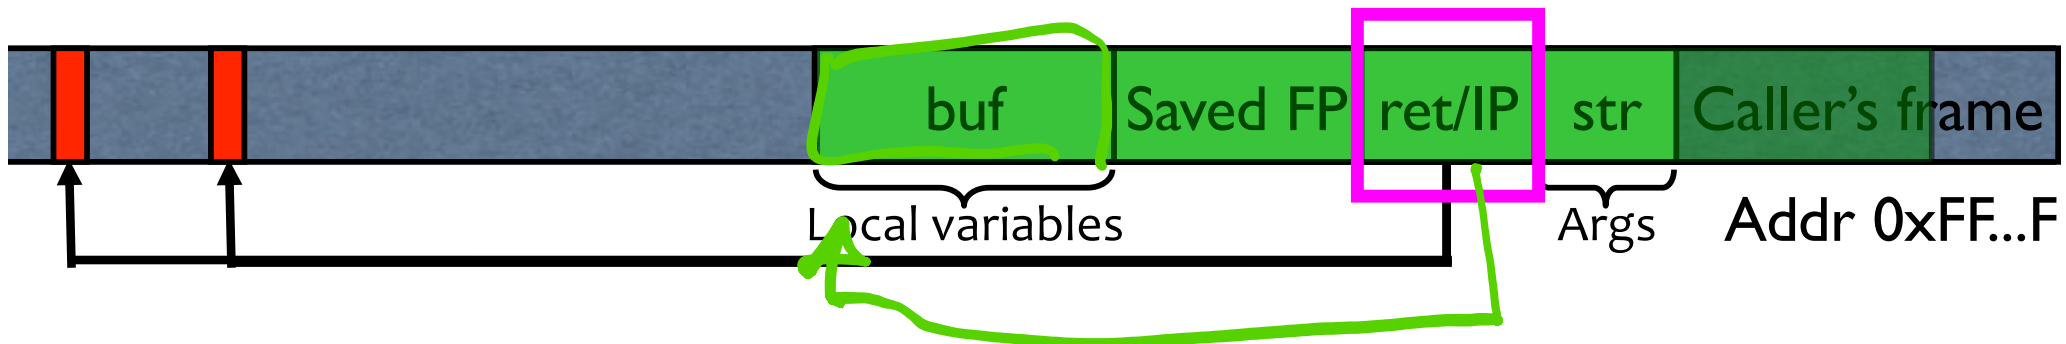 buf Saved FP ret/IP str Caller's frame
Local variables Args Addr 0xFF...F